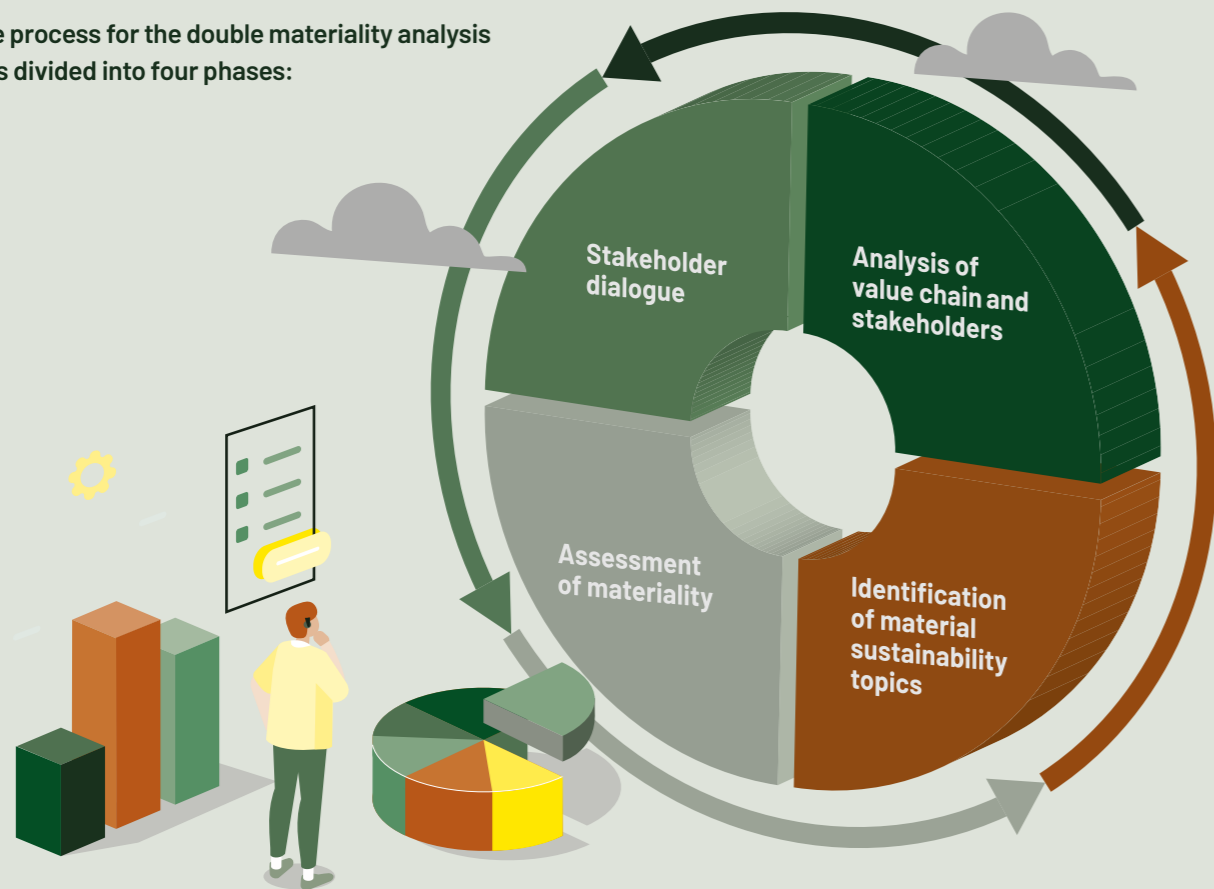 e process for the double materiality analysis
s divided into four phases:
Stakeholder
dialogue
Analysis of
value chain and
stakeholders
Assessment
of materiality
Identification
of material
sustainability
topics